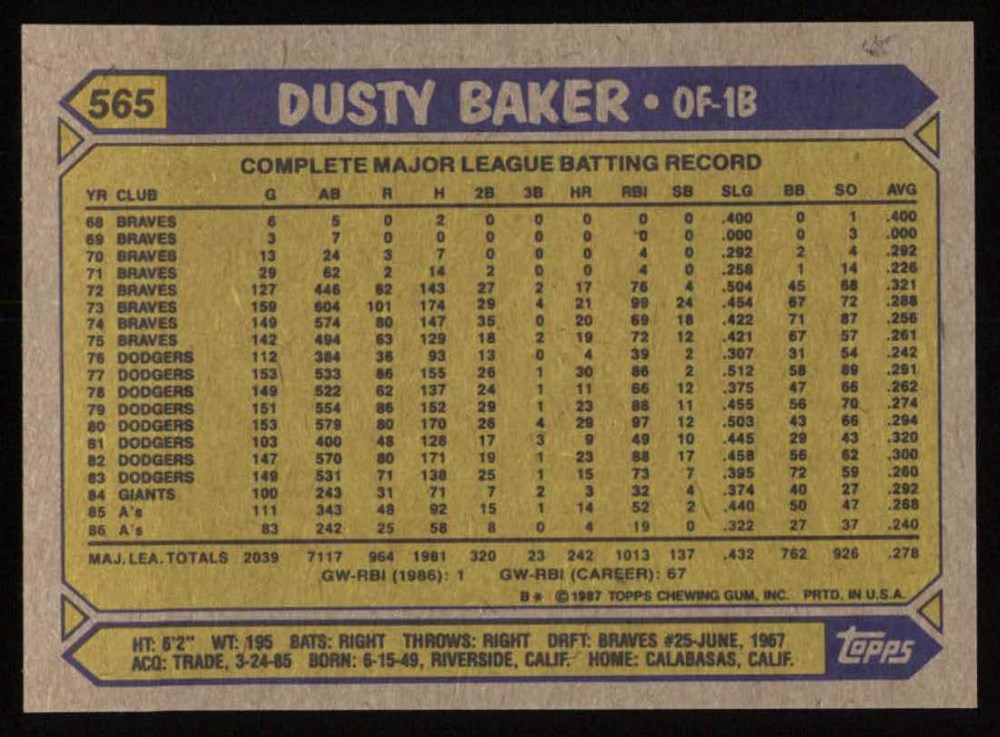 565
DUSTY BAKER • OF-1B
COMPLETE MAJOR LEAGUE BATTING RECORD
YR CLUB G AB R H 2B 3B HR RBI SB SLG BB SO AVG
68 BRAVES 6 5 0 2 0 0 0 0 0 .400 0 1 .400
69 BRAVES 3 7 0 0 0 0 0 0 0 .000 0 3 .000
70 BRAVES 13 24 3 7 0 0 0 4 0 .292 2 4 .292
71 BRAVES 29 62 2 14 2 0 0 4 0 .258 1 14 .226
72 BRAVES 127 446 62 143 27 2 17 76 4 .504 45 68 .321
73 BRAVES 159 604 101 174 29 4 21 99 24 .454 67 72 .288
74 BRAVES 149 574 80 147 35 0 20 69 18 .422 71 87 .256
75 BRAVES 142 494 63 129 18 2 19 72 12 .421 67 57 .261
76 DODGERS 112 384 36 93 13 0 4 39 2 .307 31 54 .242
77 DODGERS 153 533 86 155 26 1 30 86 2 .512 58 89 .291
78 DODGERS 149 522 62 137 24 1 11 66 12 .375 47 66 .262
79 DODGERS 151 554 86 152 29 1 23 88 11 .455 56 70 .274
80 DODGERS 153 579 80 170 26 4 29 97 12 .503 43 66 .294
81 DODGERS 103 400 48 128 17 3 9 49 10 .445 29 43 .320
82 DODGERS 147 570 80 171 19 1 23 88 17 .458 56 62 .300
83 DODGERS 149 531 71 138 25 1 15 73 7 .395 72 59 .260
84 GIANTS 100 243 31 71 7 2 3 32 4 .374 40 27 .292
85 A's 111 343 48 92 15 1 14 52 2 .440 50 47 .268
86 A's 83 242 25 58 8 0 4 19 0 .322 27 37 .240
MAJ. LEA. TOTALS 2039 7117 964 1981 320 23 242 1013 137 .432 762 926 .278
GW-RBI (1986): 1 GW-RBI (CAREER): 67
B* © 1987 TOPPS CHEWING GUM, INC. PRTD. IN U.S.A.
HT: 6'2" WT: 195 BATS: RIGHT THROWS: RIGHT DRFT: BRAVES #25-JUNE, 1967
ACQ: TRADE, 3-24-85 BORN: 6-15-49, RIVERSIDE, CALIF. HOME: CALABASAS, CALIF.
Topps